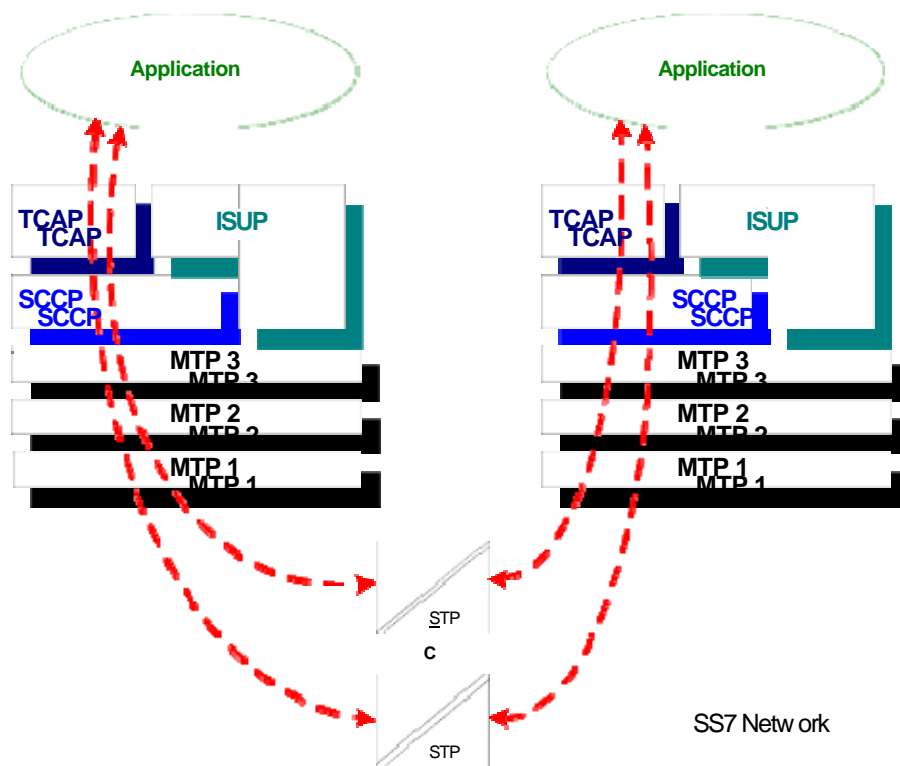 Application
Application
TCAP
TCAP
ISUP
TCAP
TCAP
ISUP
SCCP
SCCP
SCCP
SCCP
MTP 3
MTP 3
MTP 3
MTP 3
MTP 2
MTP 2
MTP 2
MTP 2
MTP 1
MTP 1
MTP 1
MTP 1
STP
C
STP
SS7 Netw ork